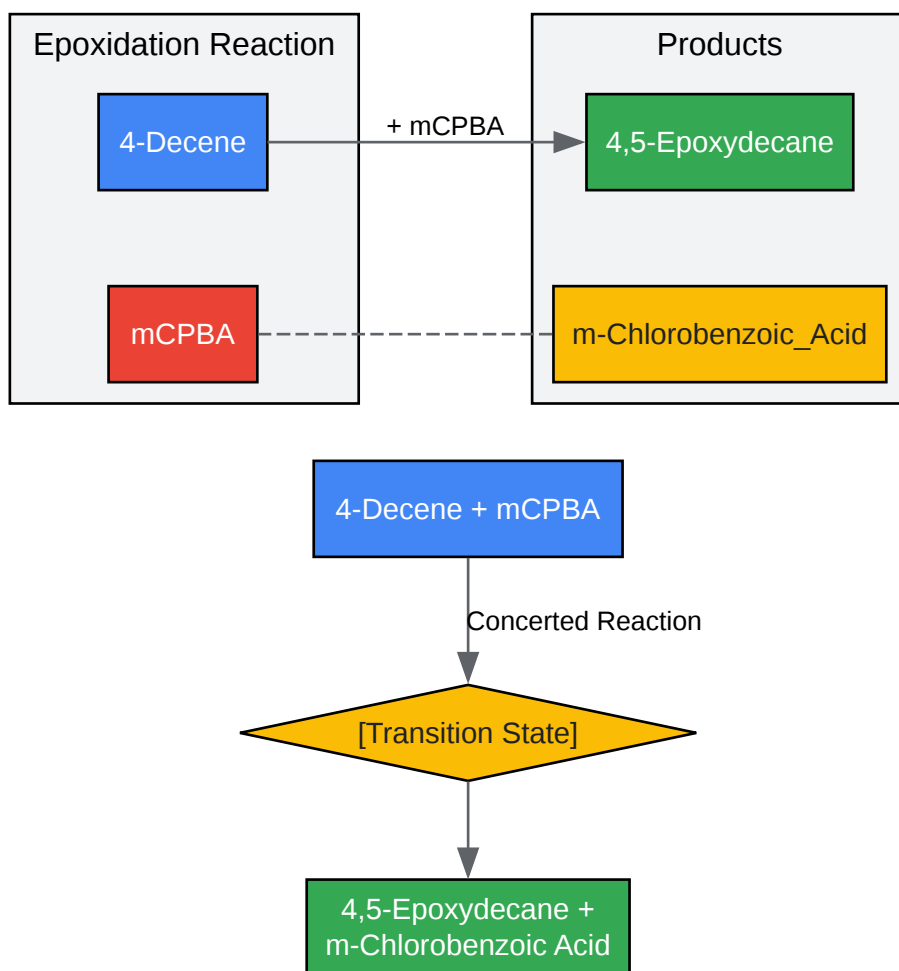 Epoxidation Reaction
Products
4-Decene
+ mCPBA
4,5-Epoxydecane
mCPBA
m-Chlorobenzoic_Acid
4-Decene + mCPBA
Concerted Reaction
[Transition State]
4,5-Epoxydecane +
m-Chlorobenzoic Acid